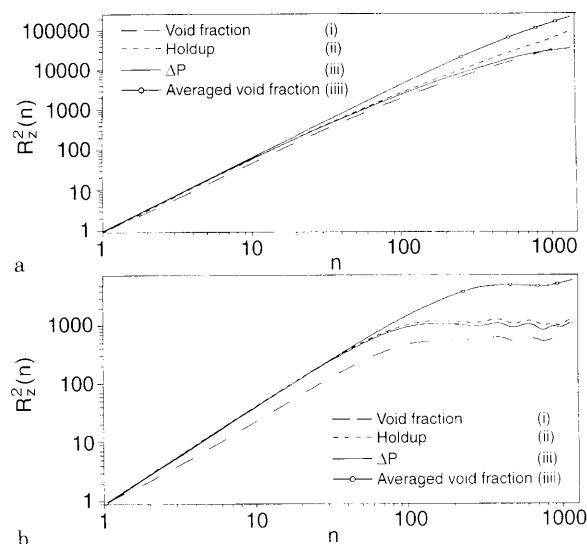 Void fraction (i)
Holdup (ii)
ΔP (iii)
Averaged void fraction (iiii)
100000
10000
1000
100
10
1
R²z(n)
1 10 100 1000
n
a
1000
100
10
1
R²z(n)
Void fraction (i)
Holdup (ii)
ΔP (iii)
Averaged void fraction (iiii)
1 10 100 1000
n
b